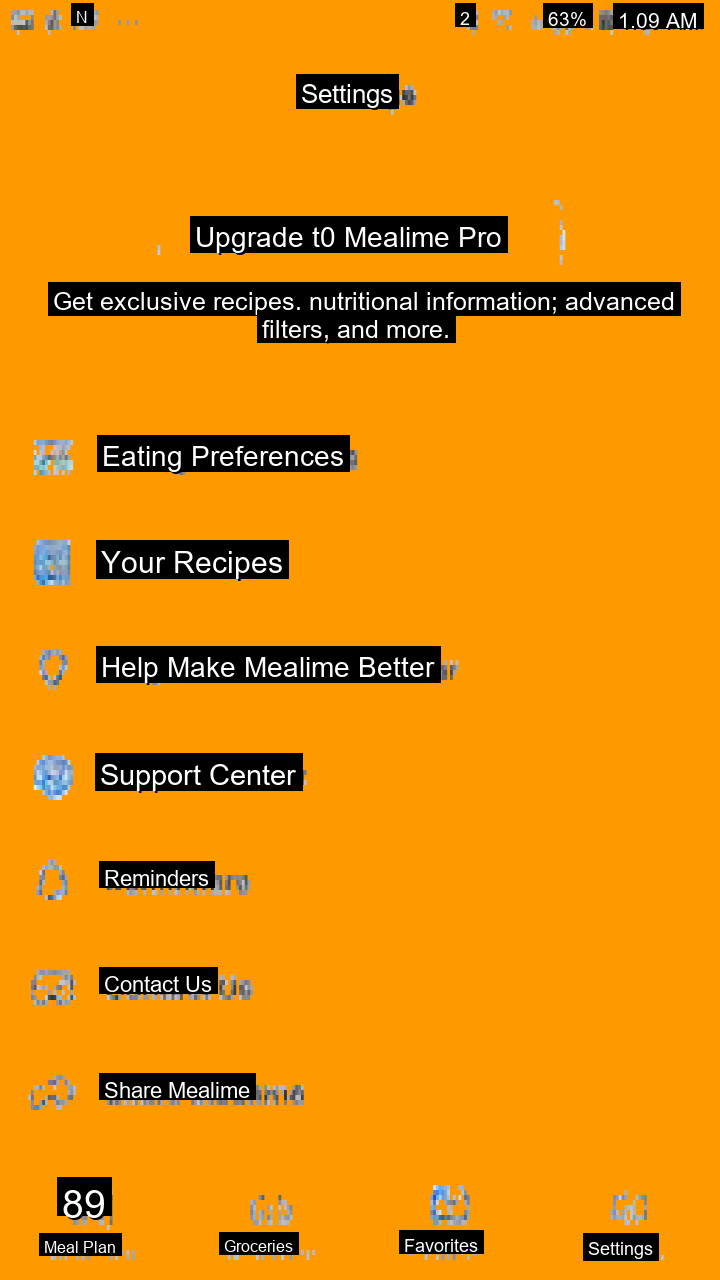 N 2 63% 1.09 AM
Settings
Upgrade t0 Mealime Pro
Get exclusive recipes. nutritional information; advanced
filters, and more.
Eating Preferences
Your Recipes
Help Make Mealime Better
Support Center
Reminders
Contact Us
Share Mealime
89
Meal Plan Groceries Favorites Settings